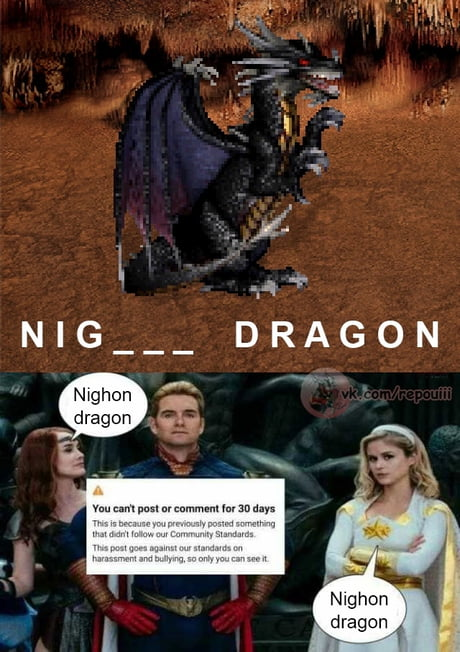 NIG___ DRAGON
vk.com/repouiii
Nighon
dragon
You can't post or comment for 30 days
This is because you previously posted something
that didn't follow our Community Standards.
This post goes against our standards on
harassment and bullying, so only you can see it.
Nighon
dragon